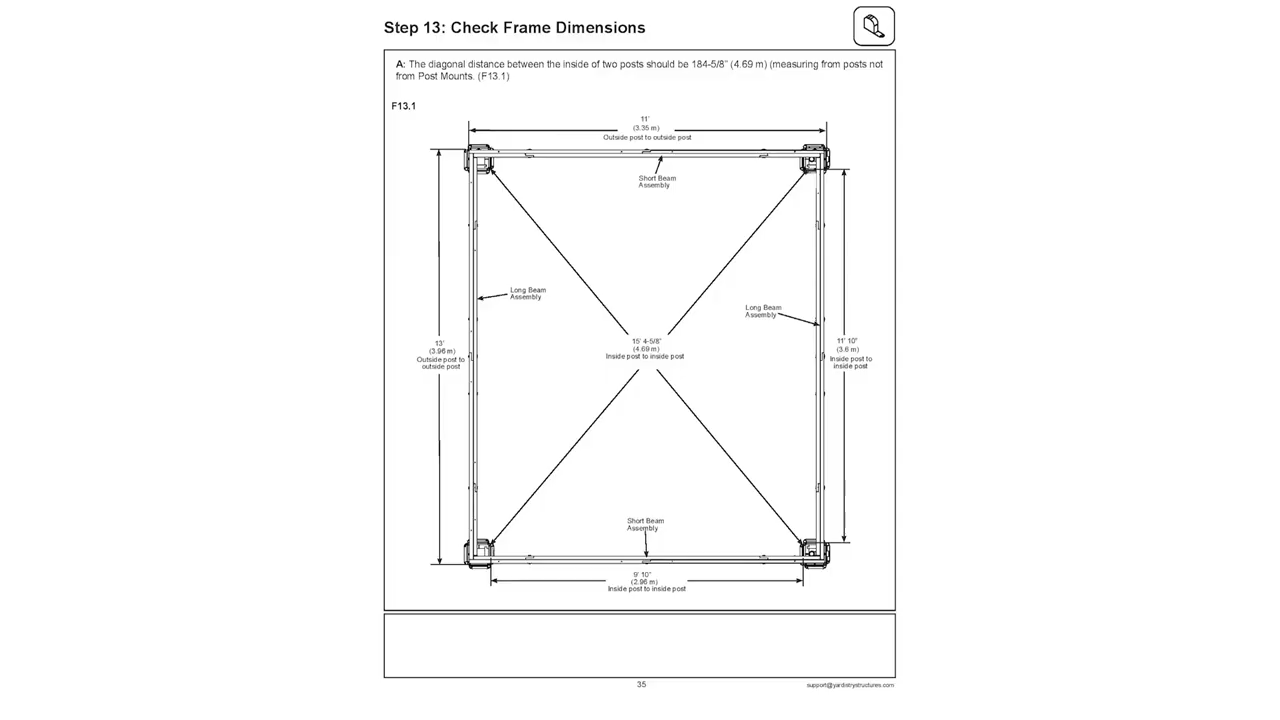 Step 13: Check Frame Dimensions
A: The diagonal distance between the inside of two posts should be 184-5/8" (4.69 m) (measuring from posts not
from Post Mounts. (F13.1)
F13.1
11'
(3.35 m)
Outside post to outside post
Short Beam
Assembly
Long Beam
Assembly
Long Beam
Assembly
13'
(3.96 m)
Outside post to
outside post
15' 4-5/8"
(4.69 m)
Inside post to inside post
11' 10"
(3.6 m)
Inside post to
inside post
Short Beam
Assembly
9' 10"
(2.96 m)
Inside post to inside post
35
support@yardistrystructures.com